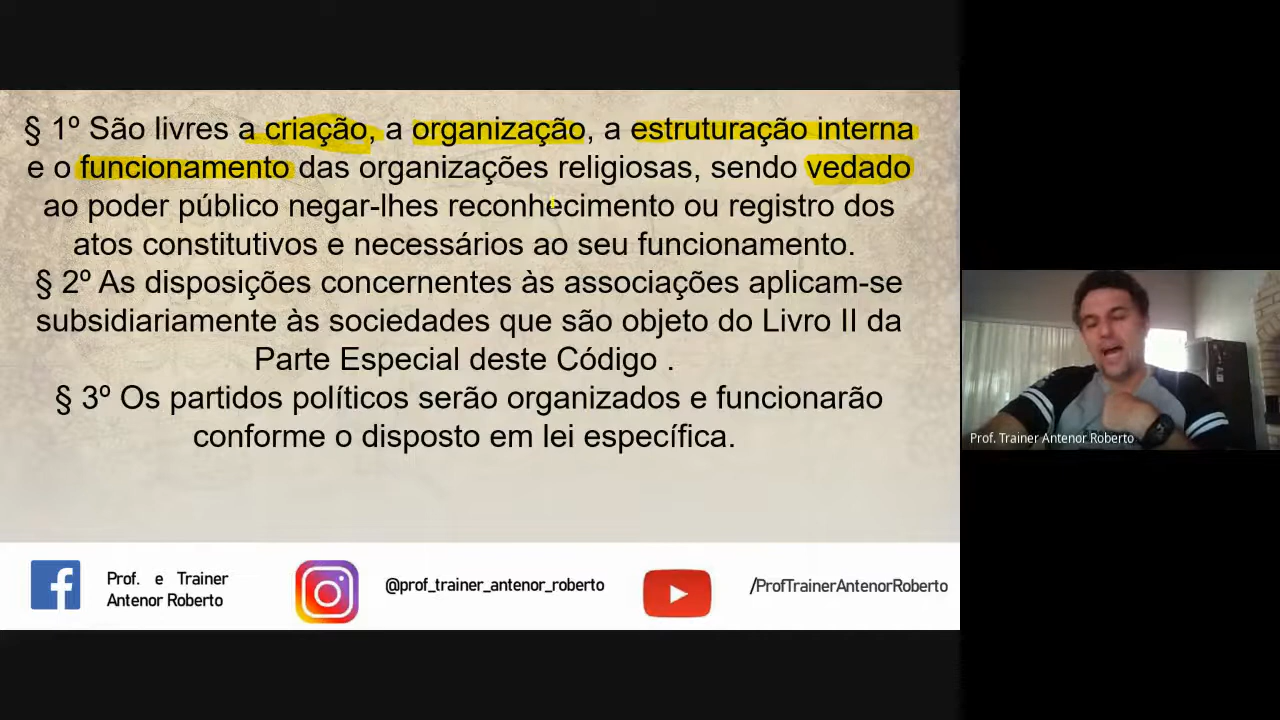 § 1º São livres a criação, a organização, a estruturação interna
e o funcionamento das organizações religiosas, sendo vedado
ao poder público negar-lhes reconhecimento ou registro dos
atos constitutivos e necessários ao seu funcionamento.
§ 2º As disposições concernentes às associações aplicam-se
subsidiariamente às sociedades que são objeto do Livro II da
Parte Especial deste Código .
§ 3º Os partidos políticos serão organizados e funcionarão
conforme o disposto em lei específica.
Prof. Trainer Antenor Roberto
Prof. e Trainer
Antenor Roberto
@prof_trainer_antenor_roberto
/ProfTrainerAntenorRoberto